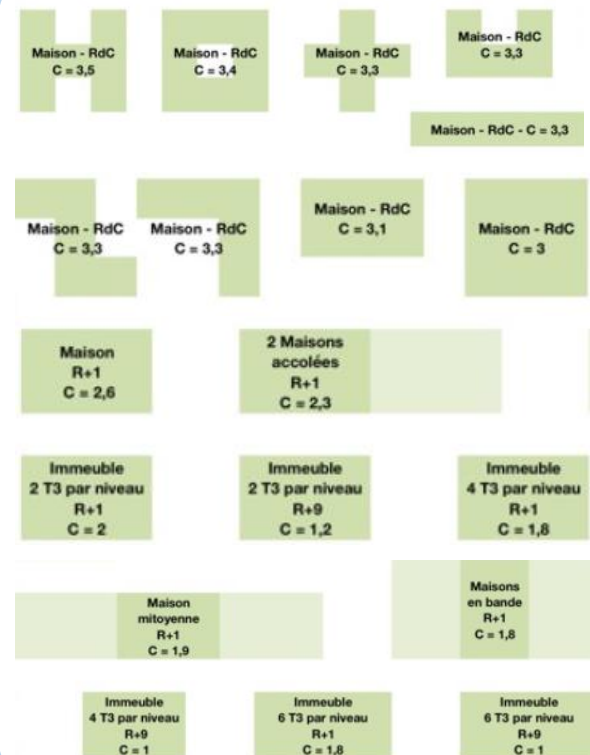 Maison - RdC
C = 3,5
Maison - RdC
C = 3,4
Maison - RdC
C = 3,3
Maison - RdC
C = 3,3
Maison - RdC - C = 3,3
Maison - RdC
C = 3,3
Maison - RdC
C = 3,3
Maison - RdC
C = 3,1
Maison - RdC
C = 3
Maison
R+1
C = 2,6
2 Maisons
accolées
R+1
C = 2,3
Immeuble
2 T3 par niveau
R+1
C = 2
Immeuble
2 T3 par niveau
R+9
C = 1,2
Immeuble
4 T3 par niveau
R+1
C = 1,8
Maison
mitoyenne
R+1
C = 1,9
Maisons
en bande
R+1
C = 1,8
Immeuble
4 T3 par niveau
R+9
C = 1
Immeuble
6 T3 par niveau
R+1
C = 1,8
Immeuble
6 T3 par niveau
R+9
C = 1